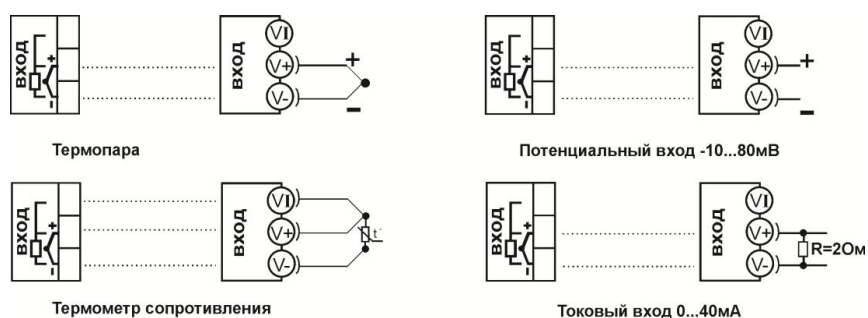 ВХОД
+
-
ВХОД
VI
V+
V-
+
-
Термопара
ВХОД
+
-
ВХОД
VI
V+
V-
+
-
Потенциальный вход -10...80мВ
ВХОД
+
-
ВХОД
VI
V+
V-
t°
Термометр сопротивления
ВХОД
+
-
ВХОД
VI
V+
V-
R=2Ом
Токовый вход 0...40мА